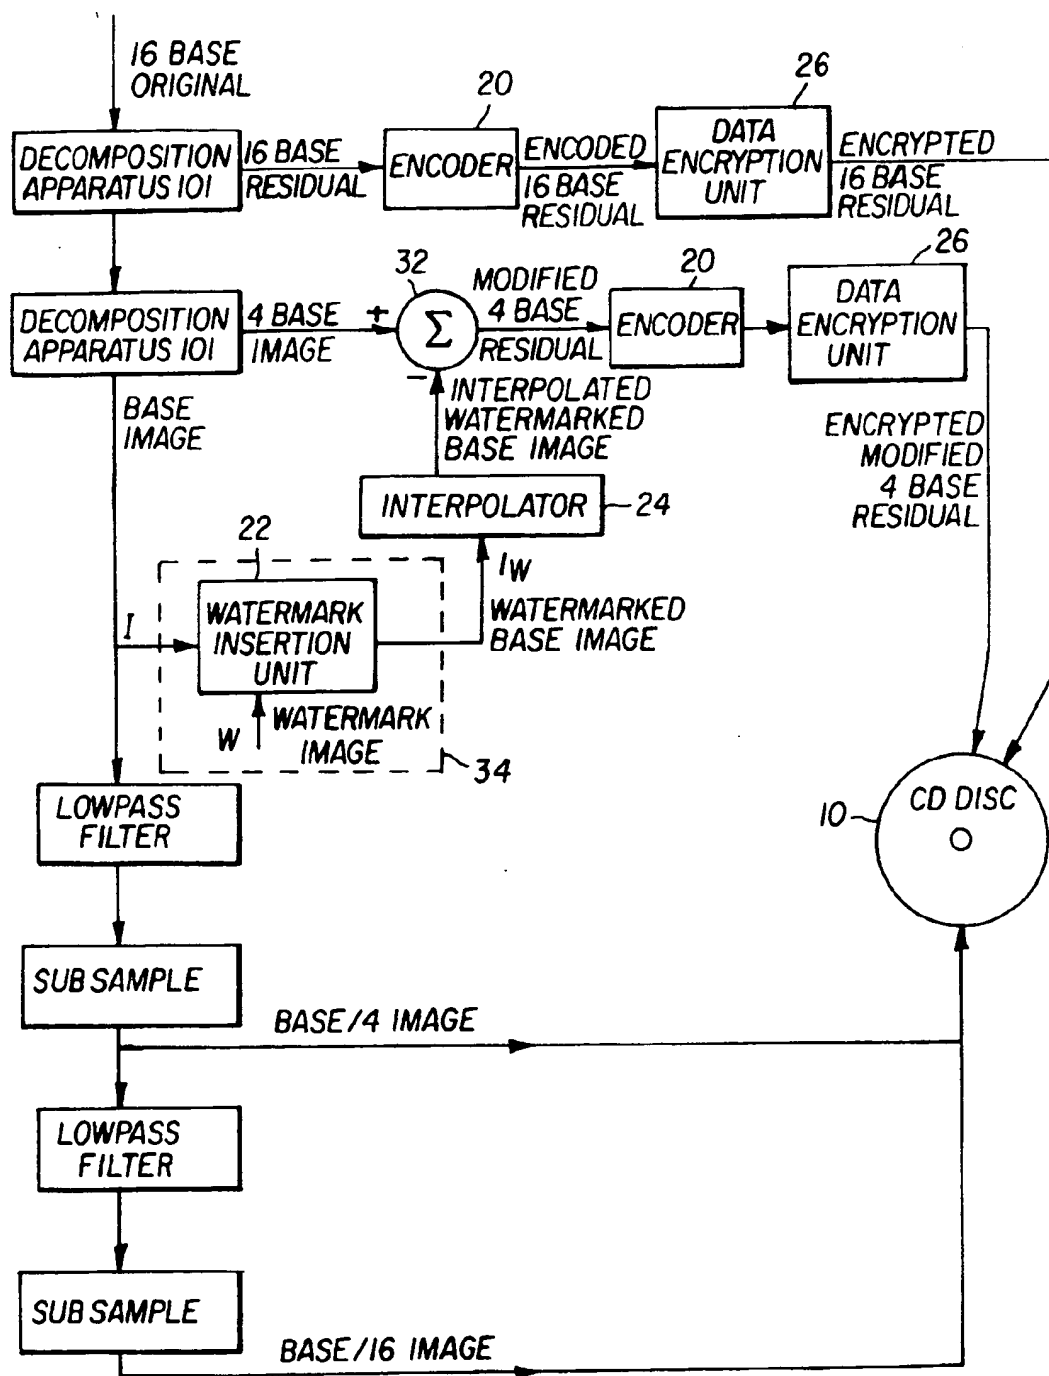 16 BASE
ORIGINAL
20
26
DECOMPOSITION
APPARATUS 101
16 BASE
RESIDUAL
ENCODER
ENCODED
16 BASE
RESIDUAL
DATA
ENCRYPTION
UNIT
ENCRYPTED
16 BASE
RESIDUAL
32
20
26
DECOMPOSITION
APPARATUS 101
4 BASE
IMAGE
+
Σ
−
MODIFIED
4 BASE
RESIDUAL
ENCODER
DATA
ENCRYPTION
UNIT
BASE
IMAGE
INTERPOLATED
WATERMARKED
BASE IMAGE
ENCRYPTED
MODIFIED
4 BASE
RESIDUAL
INTERPOLATOR
24
22
IW
WATERMARKED
BASE IMAGE
I
WATERMARK
INSERTION
UNIT
W
WATERMARK
IMAGE
34
LOWPASS
FILTER
CD DISC
10
SUB SAMPLE
BASE/4 IMAGE
LOWPASS
FILTER
SUB SAMPLE
BASE/16 IMAGE